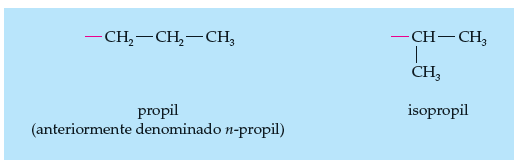 —CH₂—CH₂—CH₃
—CH—CH₃
|
CH₃
propil
(anteriormente denominado n-propil)
isopropil